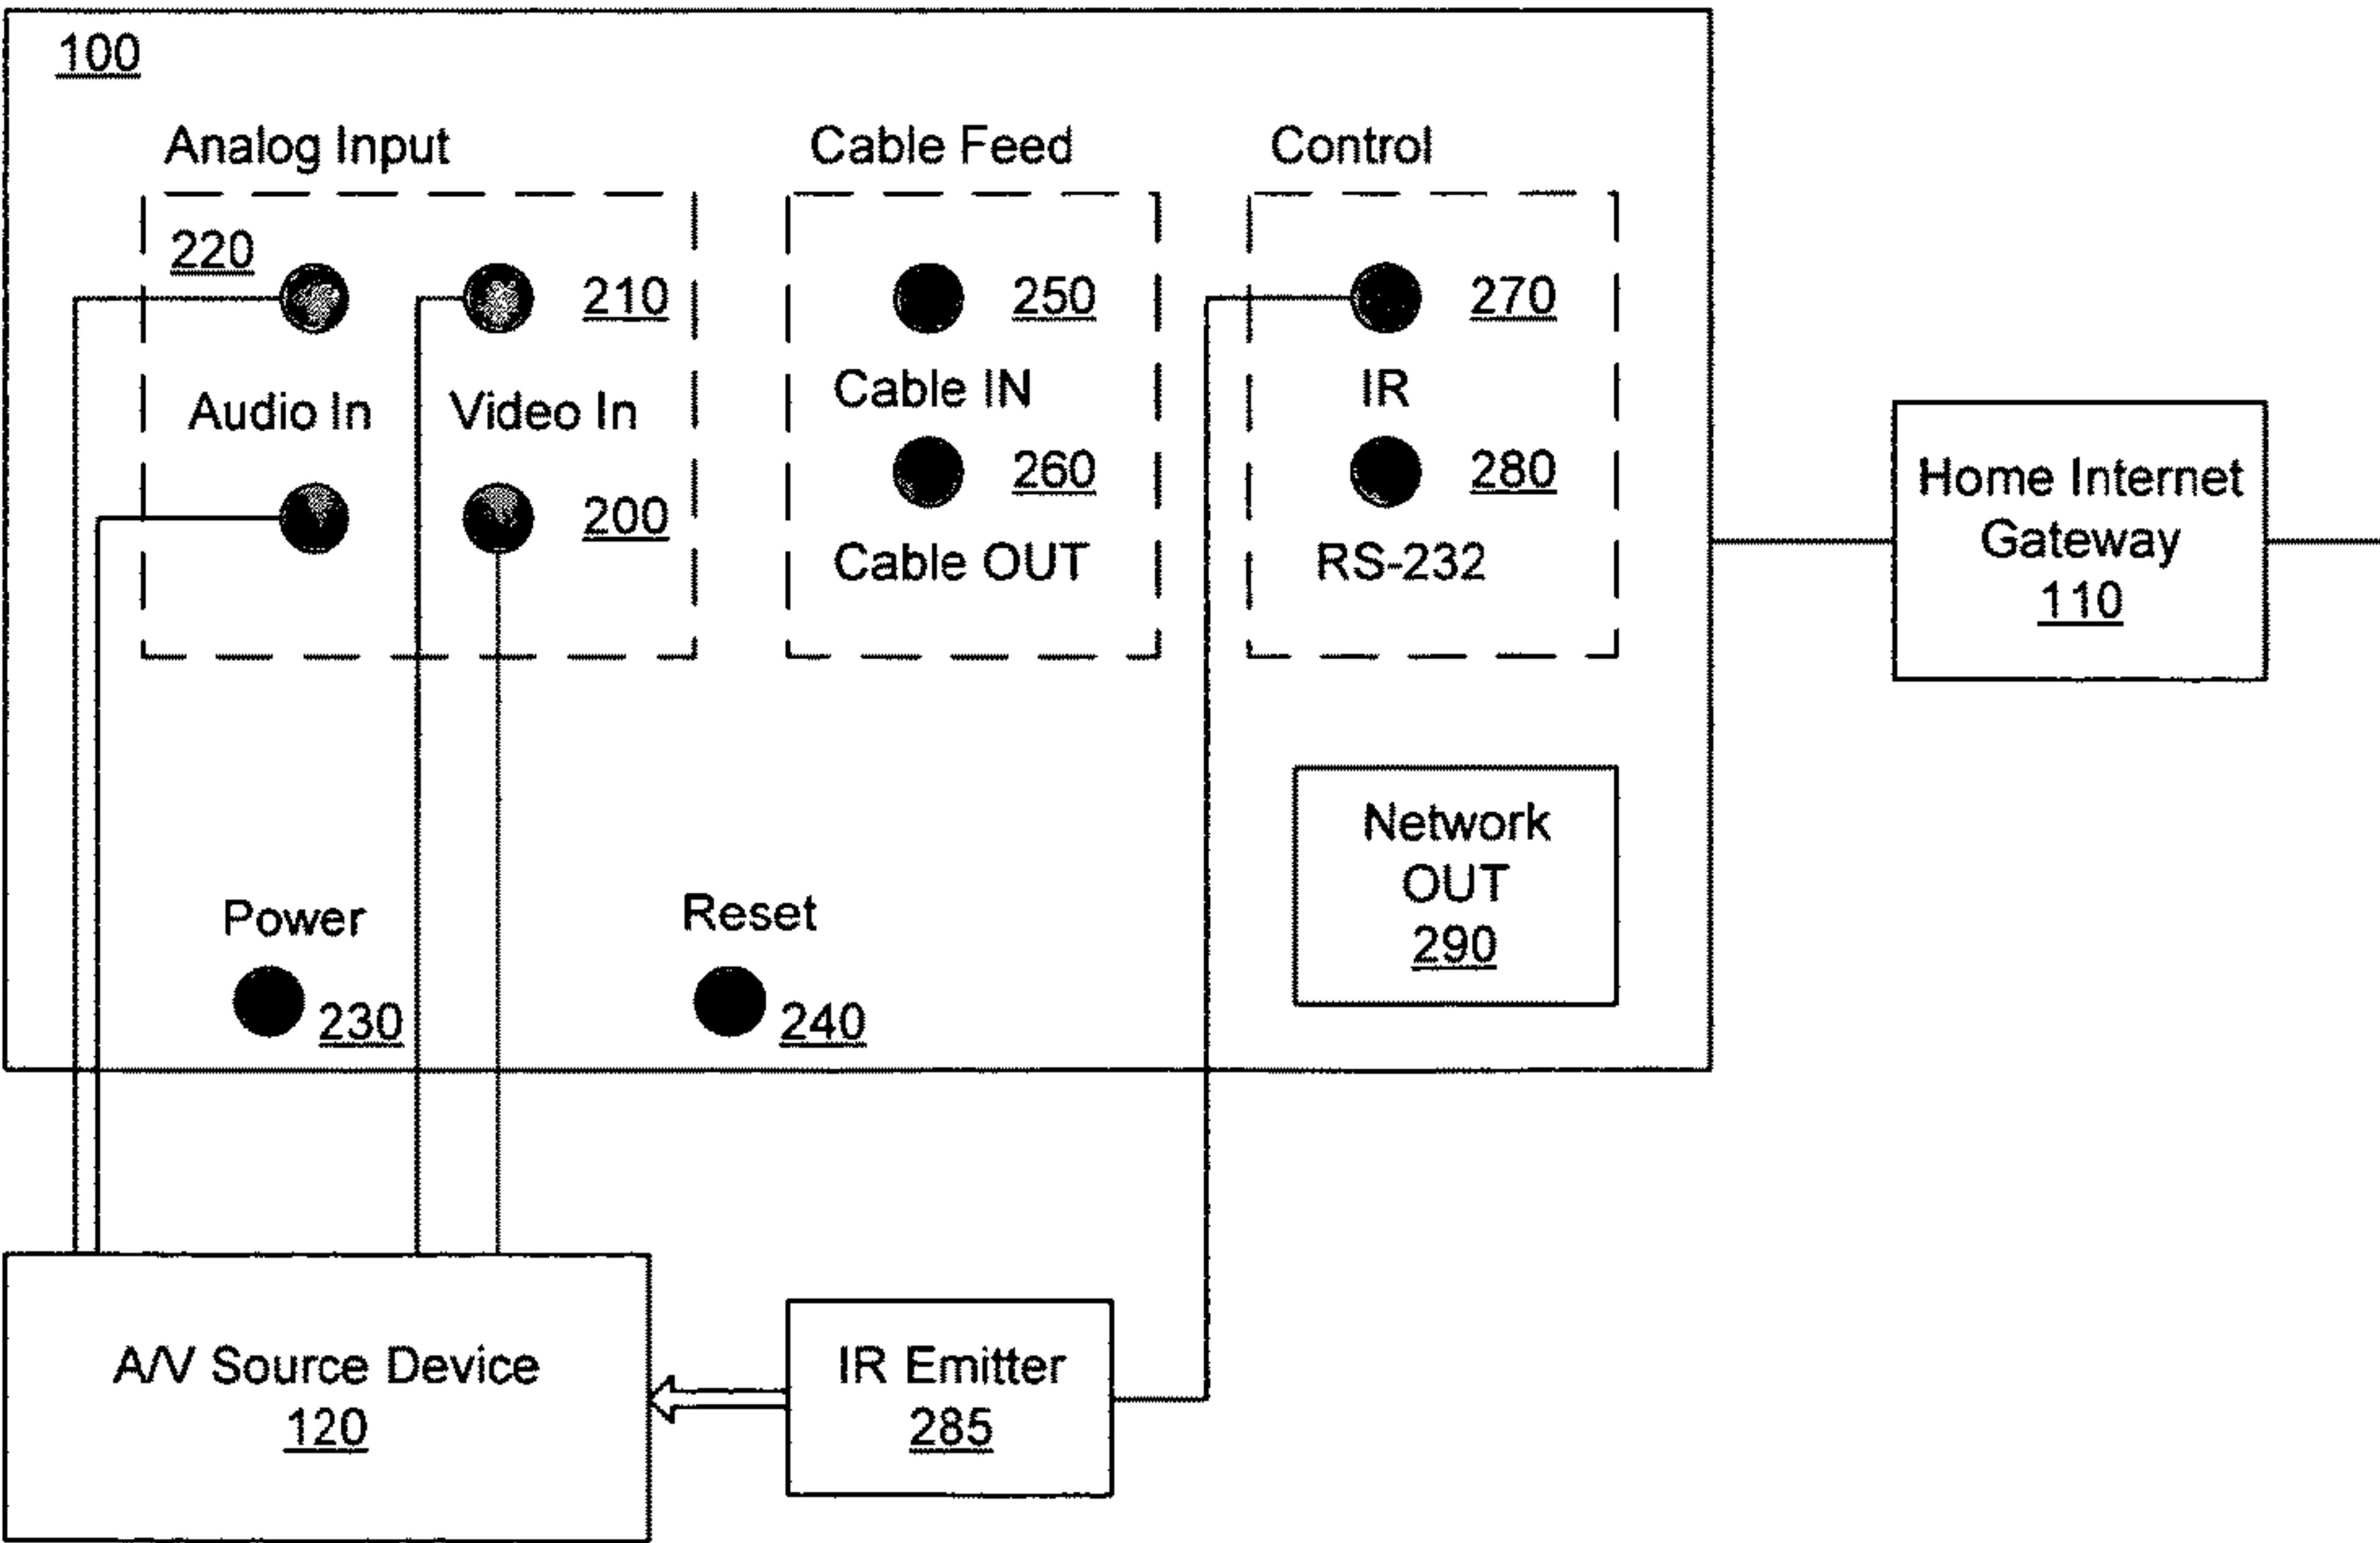 100
Analog Input
Cable Feed
Control
220
210
250
270
Audio In
Video In
Cable IN
IR
200
260
280
Cable OUT
RS-232
Home Internet
Gateway
110
Power
230
Reset
240
Network
OUT
290
A/V Source Device
120
IR Emitter
285